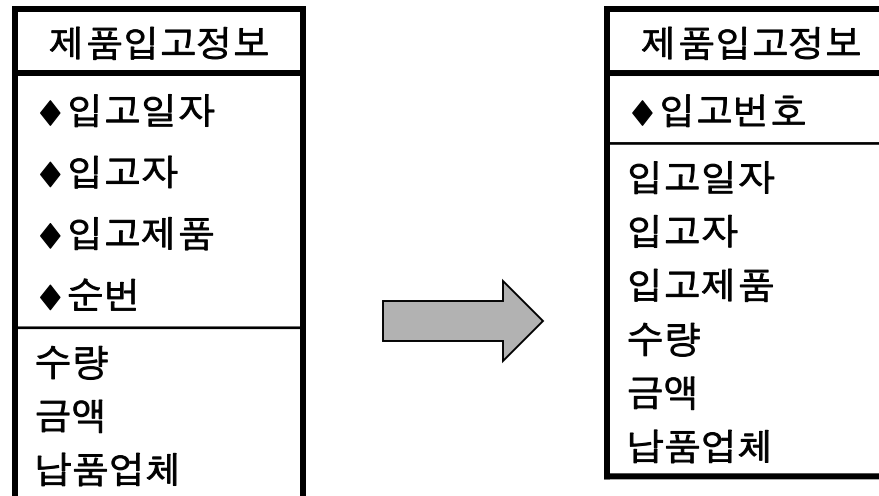 제품입고정보
◆입고일자
◆입고자
◆입고제품
◆순번
수량
금액
납품업체
제품입고정보
◆입고번호
입고일자
입고자
입고제품
수량
금액
납품업체